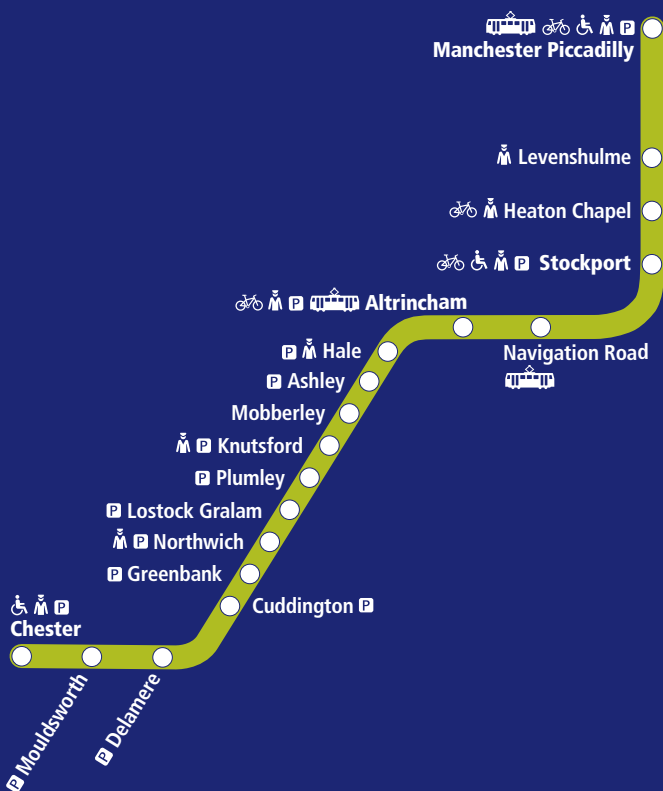 P
Manchester Piccadilly
Levenshulme
Heaton Chapel
P Stockport
P Altrincham
Navigation Road
P Hale
P Ashley
Mobberley
P Knutsford
P Plumley
P Lostock Gralam
P Northwich
P Greenbank
Cuddington P
P
Chester
P Mouldsworth
P Delamere